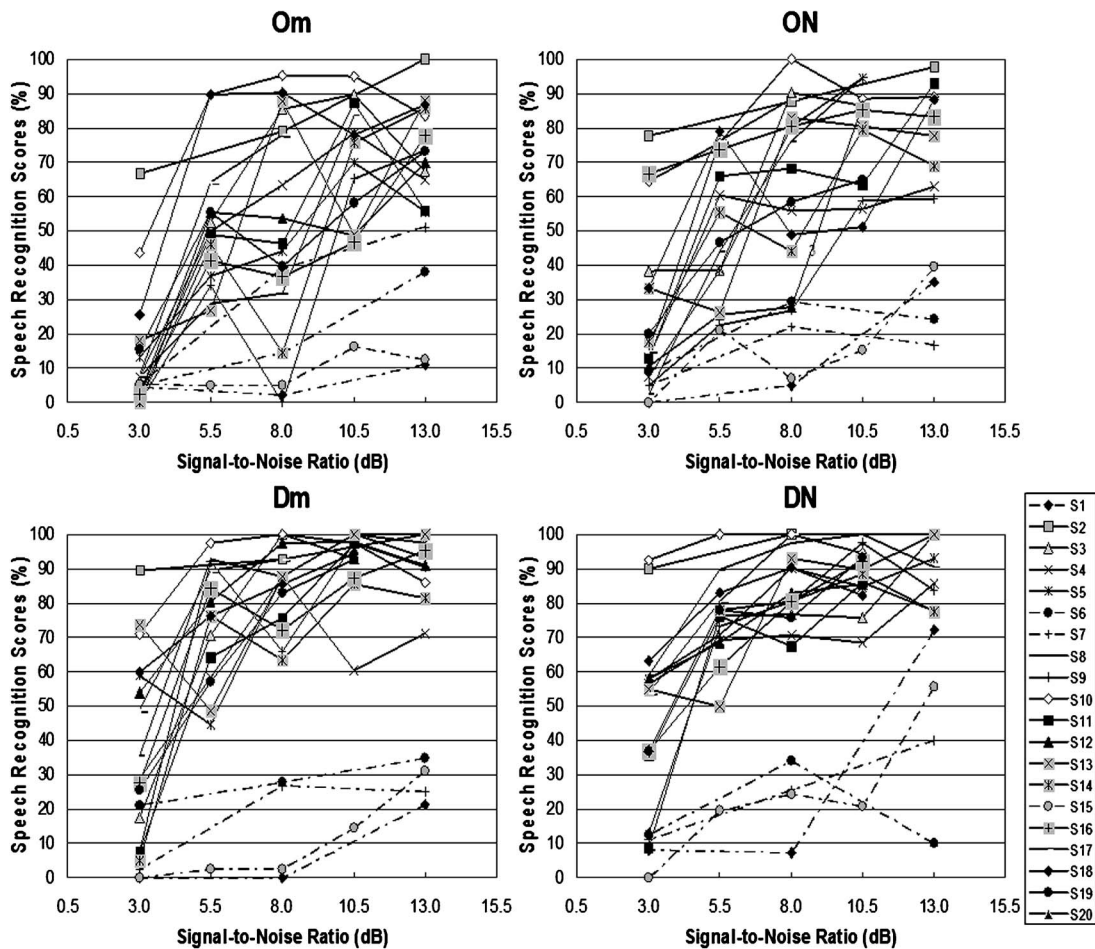 Om
Speech Recognition Scores (%)
100
90
80
70
60
50
40
30
20
10
0
0.5 3.0 5.5 8.0 10.5 13.0 15.5
Signal-to-Noise Ratio (dB)
ON
Speech Recognition Scores (%)
100
90
80
70
60
50
40
30
20
10
0
2
0.5 3.0 5.5 8.0 10.5 13.0 15.5
Signal-to-Noise Ratio (dB)
Dm
Speech Recognition Scores (%)
100
90
80
70
60
50
40
30
20
10
0
0.5 3.0 5.5 8.0 10.5 13.0 15.5
Signal-to-Noise Ratio (dB)
DN
Speech Recognition Scores (%)
100
90
80
70
60
50
40
30
20
10
0
0.5 3.0 5.5 8.0 10.5 13.0 15.5
Signal-to-Noise Ratio (dB)
S1
S2
S3
S4
S5
S6
S7
S8
S9
S10
S11
S12
S13
S14
S15
S16
S17
S18
S19
S20